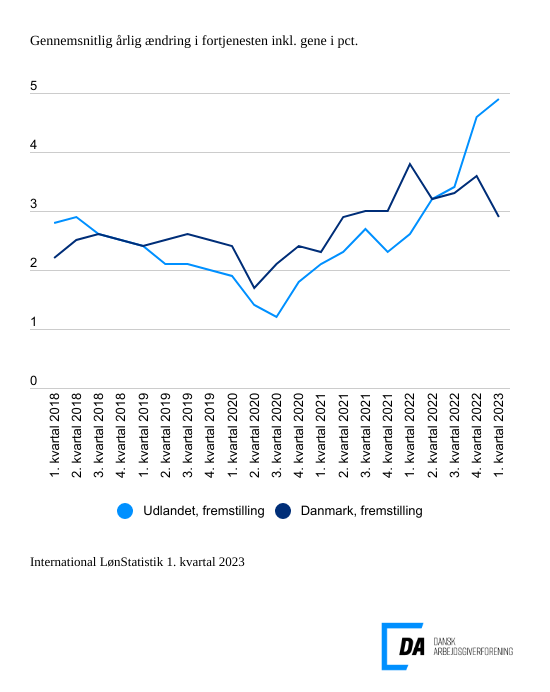 Gennemsnitlig årlig ændring i fortjenesten inkl. gene i pct.
5
4
3
2
1
0
1. kvartal 2018
2. kvartal 2018
3. kvartal 2018
4. kvartal 2018
1. kvartal 2019
2. kvartal 2019
3. kvartal 2019
4. kvartal 2019
1. kvartal 2020
2. kvartal 2020
3. kvartal 2020
4. kvartal 2020
1. kvartal 2021
2. kvartal 2021
3. kvartal 2021
4. kvartal 2021
1. kvartal 2022
2. kvartal 2022
3. kvartal 2022
4. kvartal 2022
1. kvartal 2023
Udlandet, fremstilling
Danmark, fremstilling
International LønStatistik 1. kvartal 2023
DA
DANSK
ARBEJDSGIVERFORENING